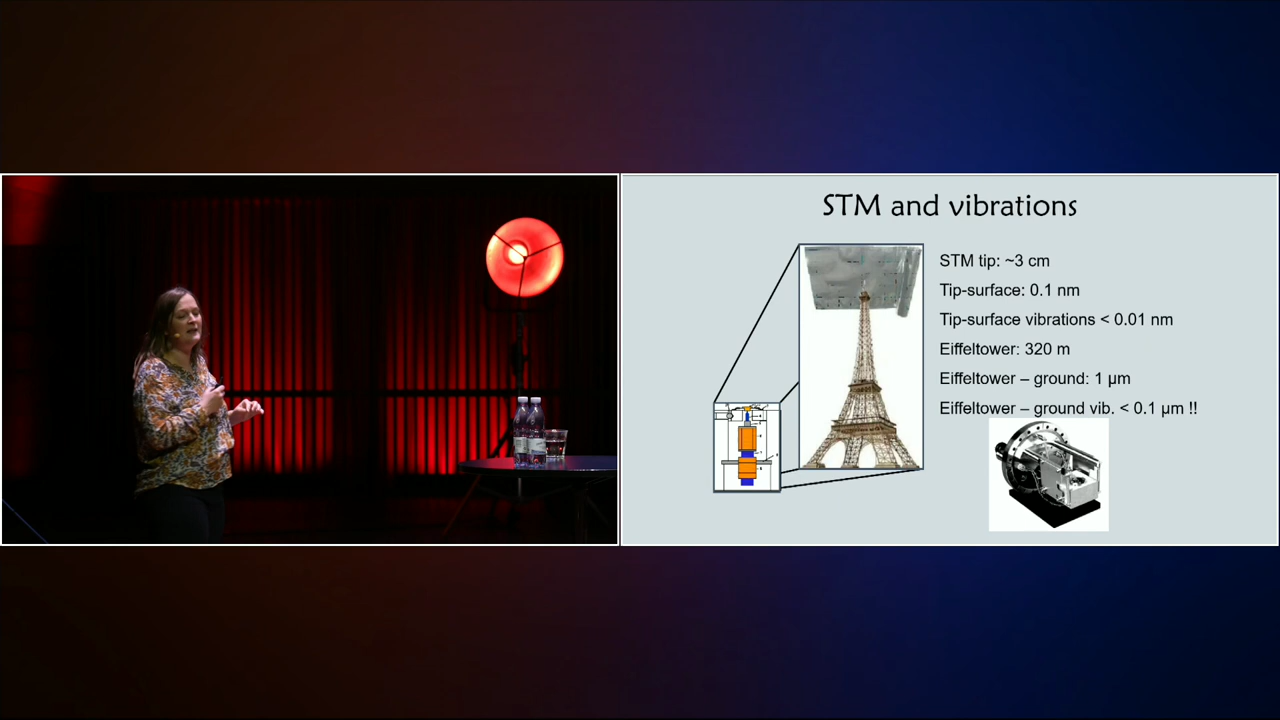 STM and vibrations
STM tip: ~3 cm
Tip-surface: 0.1 nm
Tip-surface vibrations < 0.01 nm
Eiffeltower: 320 m
Eiffeltower – ground: 1 μm
Eiffeltower – ground vib. < 0.1 μm !!